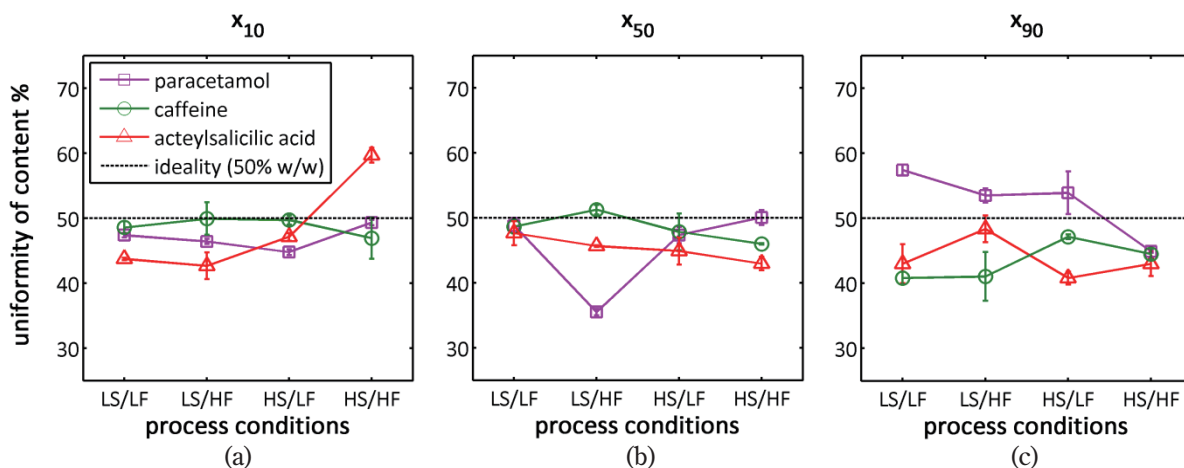 x10
x50
x90
uniformity of content %
70
60
50
40
30
paracetamol
caffeine
acteylsalicilic acid
ideality (50% w/w)
LS/LF LS/HF HS/LF HS/HF
process conditions
(a)
70
60
50
40
30
LS/LF LS/HF HS/LF HS/HF
process conditions
(b)
70
60
50
40
30
LS/LF LS/HF HS/LF HS/HF
process conditions
(c)